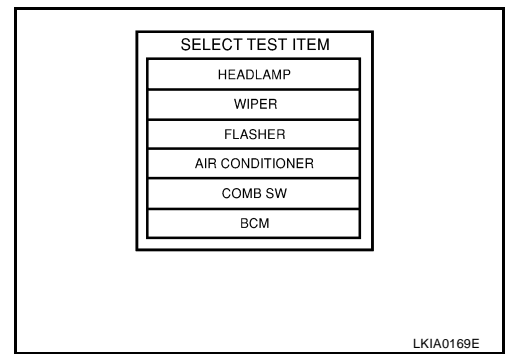 SELECT TEST ITEM
HEADLAMP
WIPER
FLASHER
AIR CONDITIONER
COMB SW
BCM
LKIA0169E